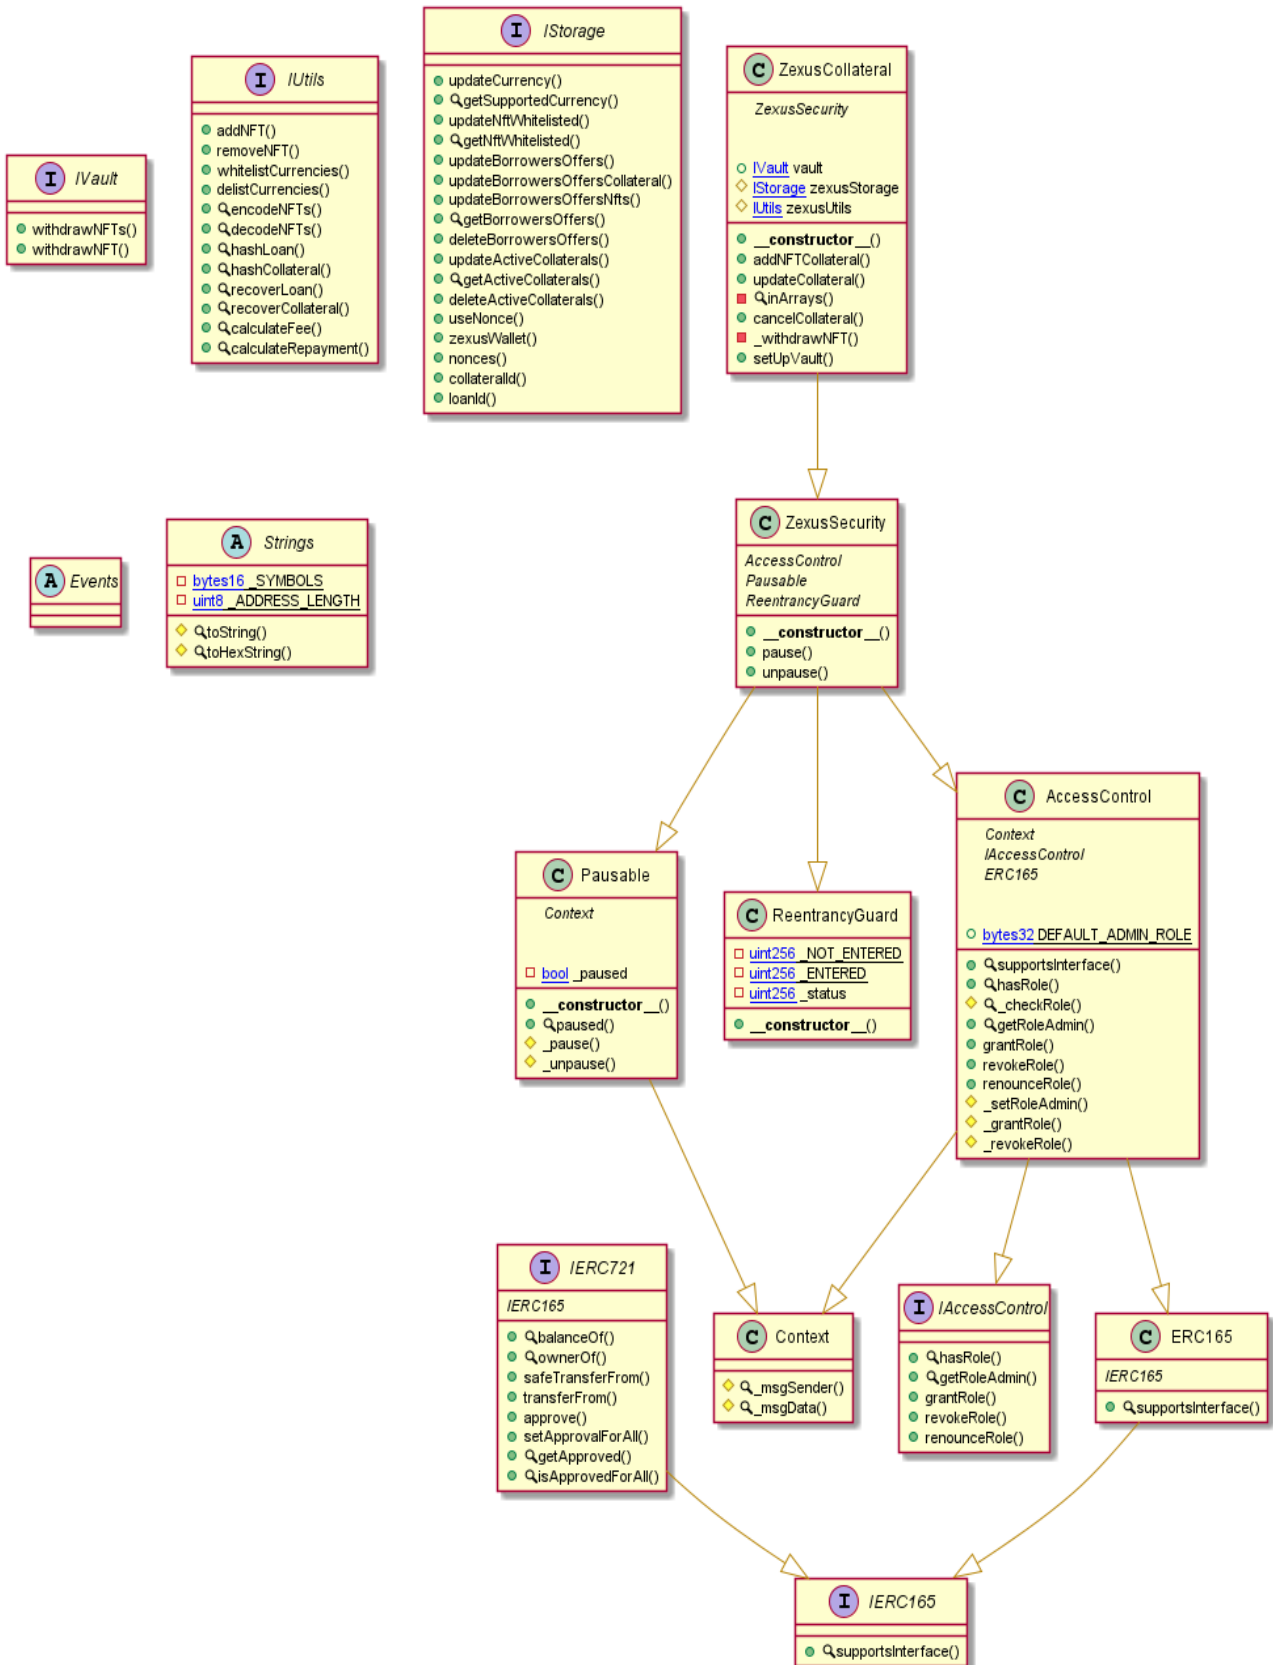 I IVault
withdrawNFTs()
withdrawNFT()
I IUtils
addNFT()
removeNFT()
whitelistCurrencies()
delistCurrencies()
encodeNFTs()
decodeNFTs()
hashLoan()
hashCollateral()
recoverLoan()
recoverCollateral()
calculateFee()
calculateRepayment()
I IStorage
updateCurrency()
getSupportedCurrency()
updateNftWhitelisted()
getNftWhitelisted()
updateBorrowersOffers()
updateBorrowersOffersCollateral()
updateBorrowersOffersNfts()
getBorrowersOffers()
deleteBorrowersOffers()
updateActiveCollaterals()
getActiveCollaterals()
deleteActiveCollaterals()
useNonce()
zexusWallet()
nonces()
collateralId()
loanId()
C ZexusCollateral
ZexusSecurity
IVault vault
IStorage zexusStorage
IUtils zexusUtils
__constructor__()
addNFTCollateral()
updateCollateral()
inArrays()
cancelCollateral()
_withdrawNFT()
setUpVault()
A Events
A Strings
bytes16 _SYMBOLS
uint8 _ADDRESS_LENGTH
toString()
toHexString()
C ZexusSecurity
AccessControl
Pausable
ReentrancyGuard
__constructor__()
pause()
unpause()
C Pausable
Context
bool _paused
__constructor__()
paused()
_pause()
_unpause()
C ReentrancyGuard
uint256 _NOT_ENTERED
uint256 _ENTERED
uint256 _status
__constructor__()
C AccessControl
Context
IAccessControl
ERC165
bytes32 DEFAULT_ADMIN_ROLE
supportsInterface()
hasRole()
_checkRole()
getRoleAdmin()
grantRole()
revokeRole()
renounceRole()
_setRoleAdmin()
_grantRole()
_revokeRole()
I IERC721
IERC165
balanceOf()
ownerOf()
safeTransferFrom()
transferFrom()
approve()
setApprovalForAll()
getApproved()
isApprovedForAll()
C Context
_msgSender()
_msgData()
I IAccessControl
hasRole()
getRoleAdmin()
grantRole()
revokeRole()
renounceRole()
C ERC165
IERC165
supportsInterface()
I IERC165
supportsInterface()